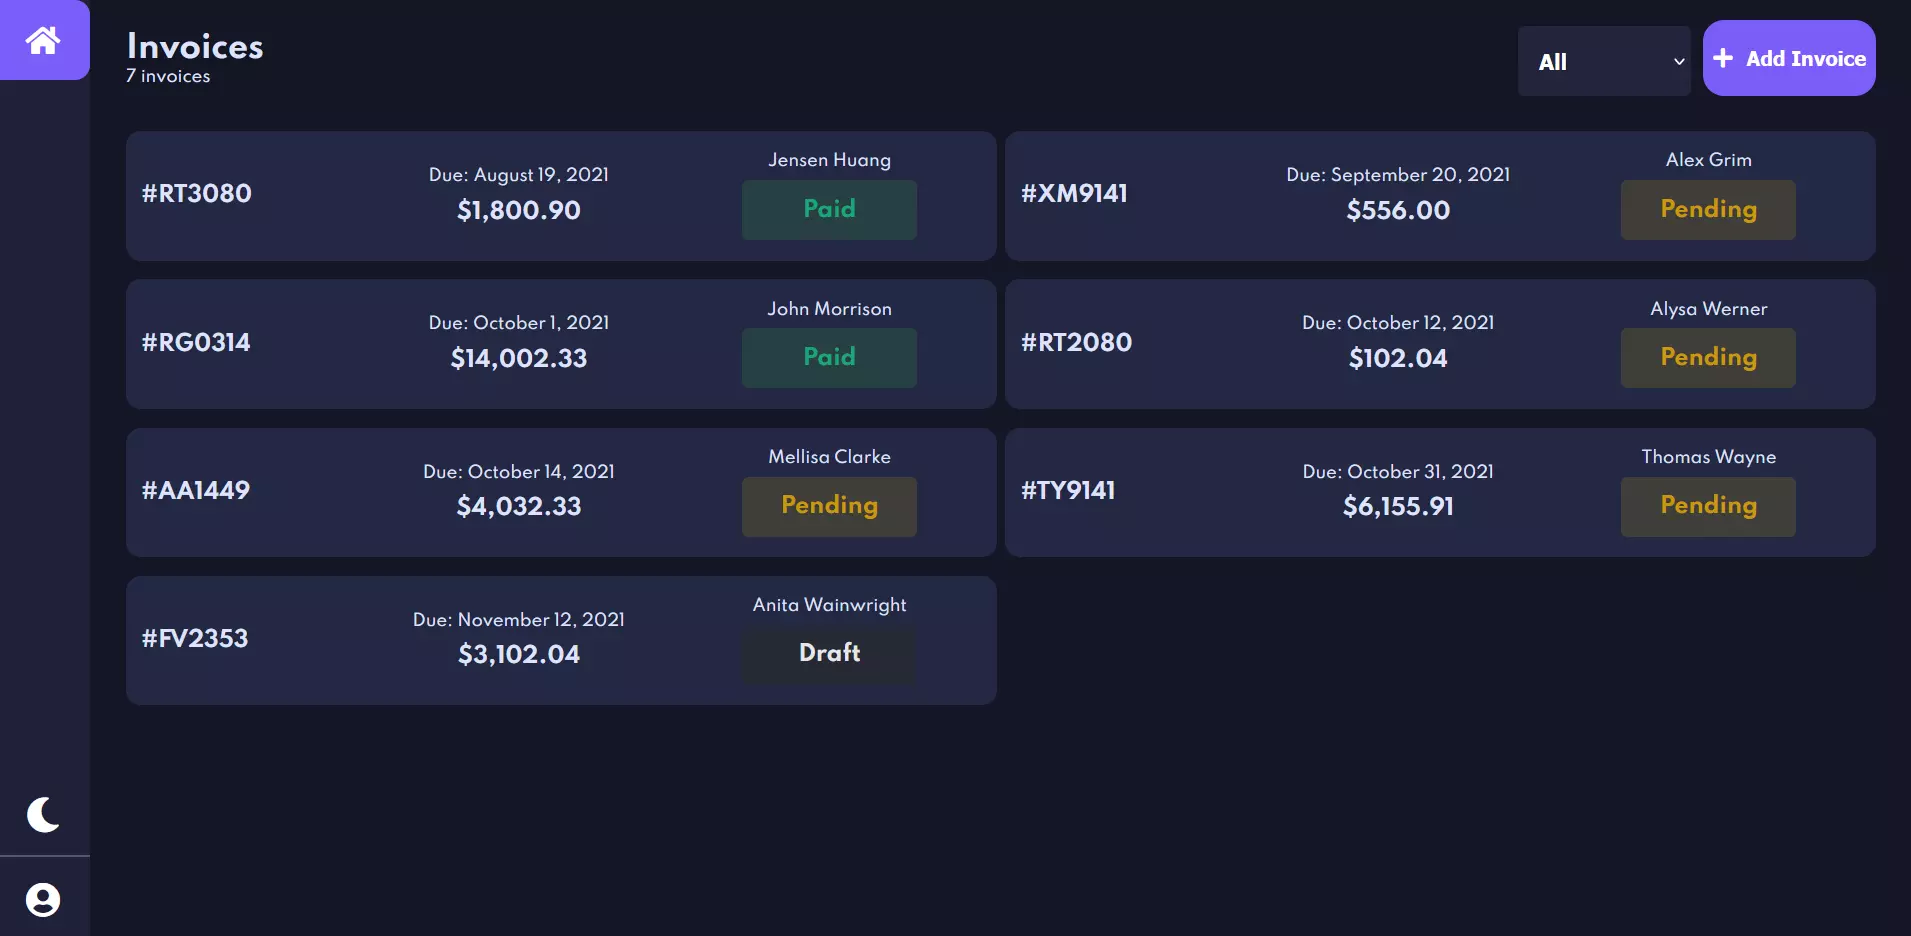 Invoices
7 invoices
All
Add Invoice
#RT3080
Due: August 19, 2021
$1,800.90
Jensen Huang
Paid
#XM9141
Due: September 20, 2021
$556.00
Alex Grim
Pending
#RG0314
Due: October 1, 2021
$14,002.33
John Morrison
Paid
#RT2080
Due: October 12, 2021
$102.04
Alysa Werner
Pending
#AA1449
Due: October 14, 2021
$4,032.33
Mellisa Clarke
Pending
#TY9141
Due: October 31, 2021
$6,155.91
Thomas Wayne
Pending
#FV2353
Due: November 12, 2021
$3,102.04
Anita Wainwright
Draft